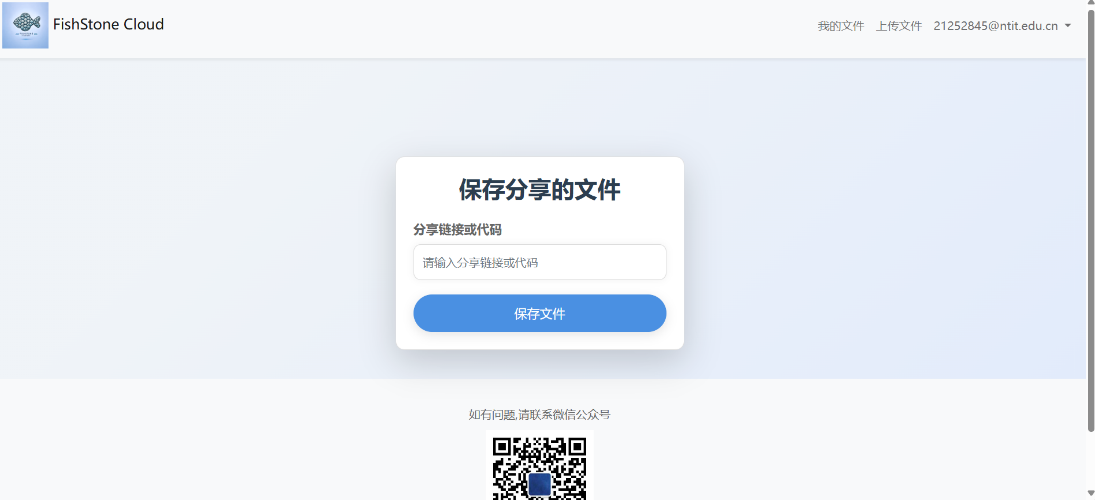 FishStone Cloud
我的文件 上传文件 21252845@ntit.edu.cn
保存分享的文件
分享链接或代码
请输入分享链接或代码
保存文件
如有问题,请联系微信公众号